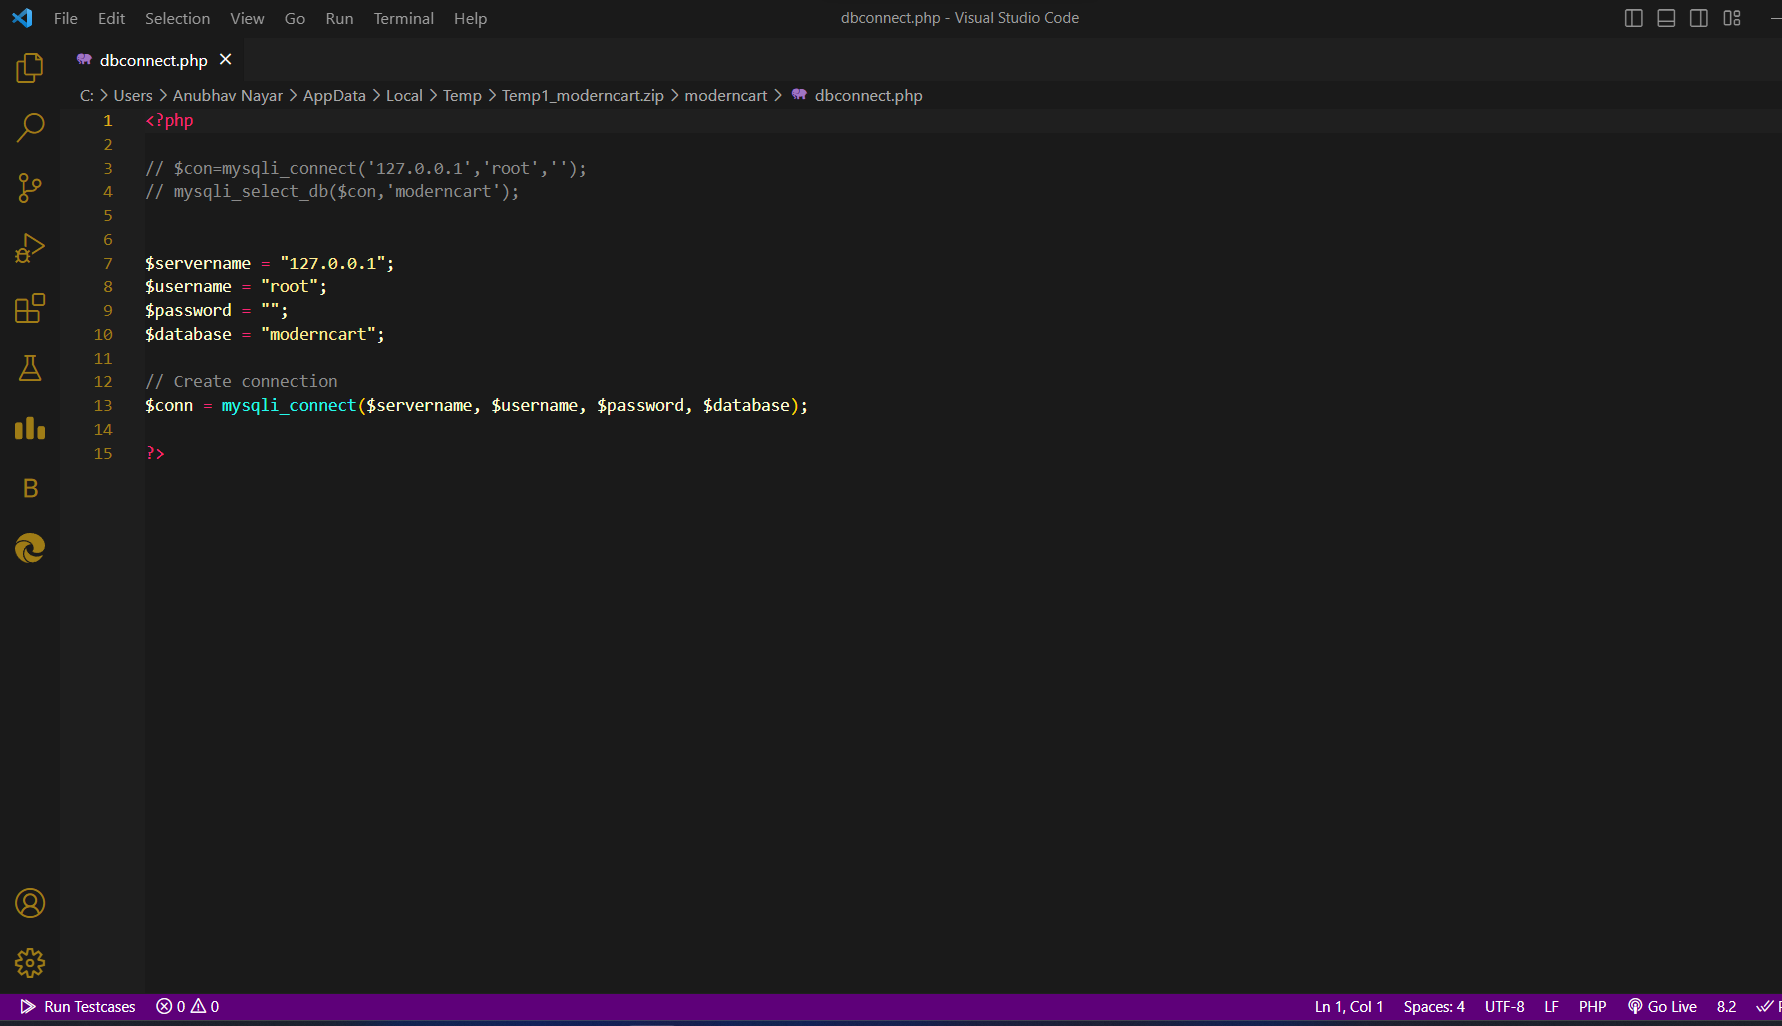 File Edit Selection View Go Run Terminal Help dbconnect.php - Visual Studio Code
dbconnect.php
C: > Users > Anubhav Nayar > AppData > Local > Temp > Temp1_moderncart.zip > moderncart > dbconnect.php
1 <?php
2
3 // $con=mysqli_connect('127.0.0.1','root','');
4 // mysqli_select_db($con,'moderncart');
5
6
7 $servername = "127.0.0.1";
8 $username = "root";
9 $password = "";
10 $database = "moderncart";
11
12 // Create connection
13 $conn = mysqli_connect($servername, $username, $password, $database);
14
15 ?>
B
Run Testcases 0 0 Ln 1, Col 1 Spaces: 4 UTF-8 LF PHP Go Live 8.2